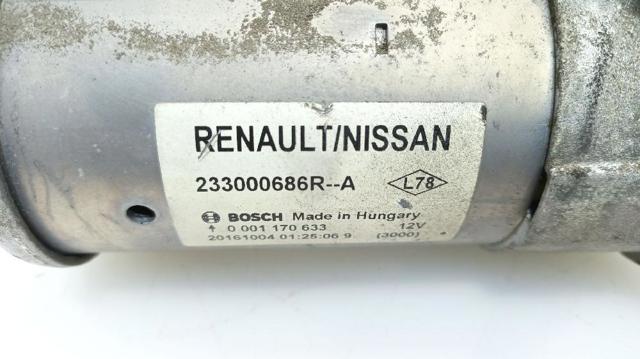 RENAULT/NISSAN
233000686R--A L78
BOSCH Made in Hungary
0 001 170 633 12V
20161004 01:25:06 9 (3000)